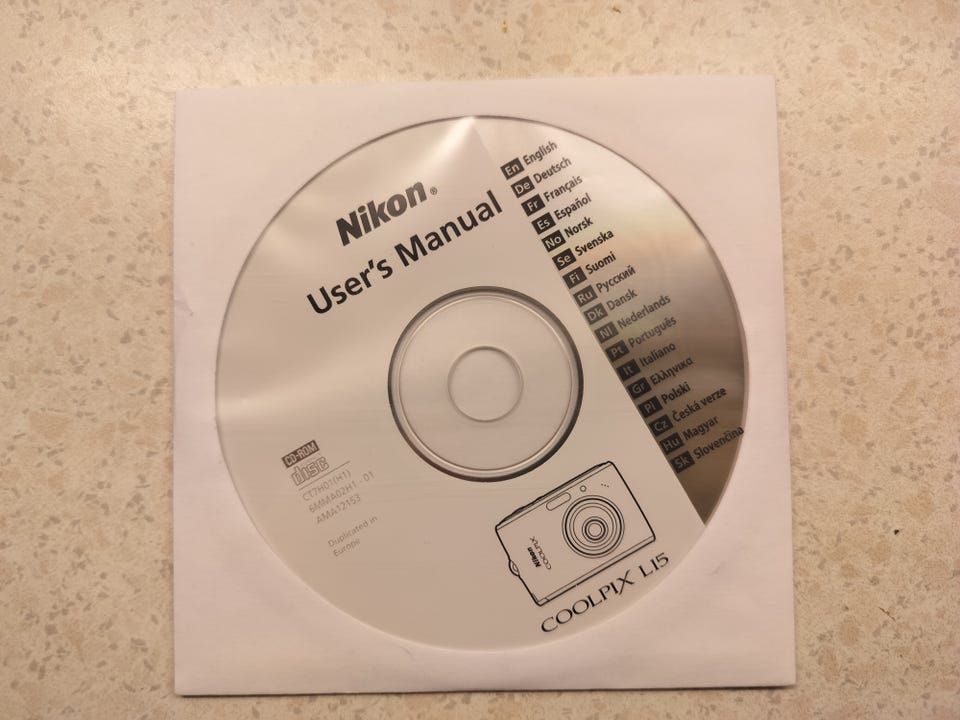 Nikon®
User's Manual
En English
De Deutsch
Fr Français
Es Español
No Norsk
Se Svenska
Fi Suomi
Ru Русский
Dk Dansk
Nl Nederlands
Pt Português
It Italiano
Gr Ελληνικα
Pl Polski
Cz Česká verze
Hu Magyar
Sk Slovenčina
CD-ROM
disc
CT7H01(H1)
6MMA02H1 - 01
AMA12153
Duplicated in
Europe
Nikon
COOLPIX
COOLPIX L15